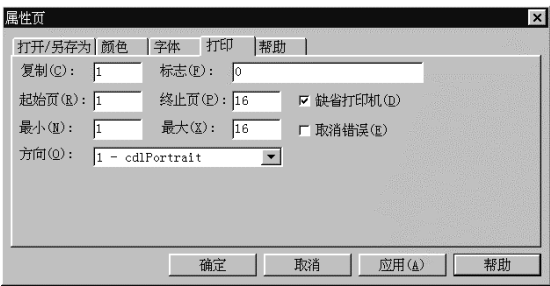 属性页
打开/另存为 颜色 字体 打印 帮助
复制(C): 1 标志(F): 0
起始页(R): 1 终止页(P): 16 缺省打印机(D)
最小(N): 1 最大(X): 16 取消错误(E)
方向(O): 1 - cdlPortrait
确定 取消 应用(A) 帮助